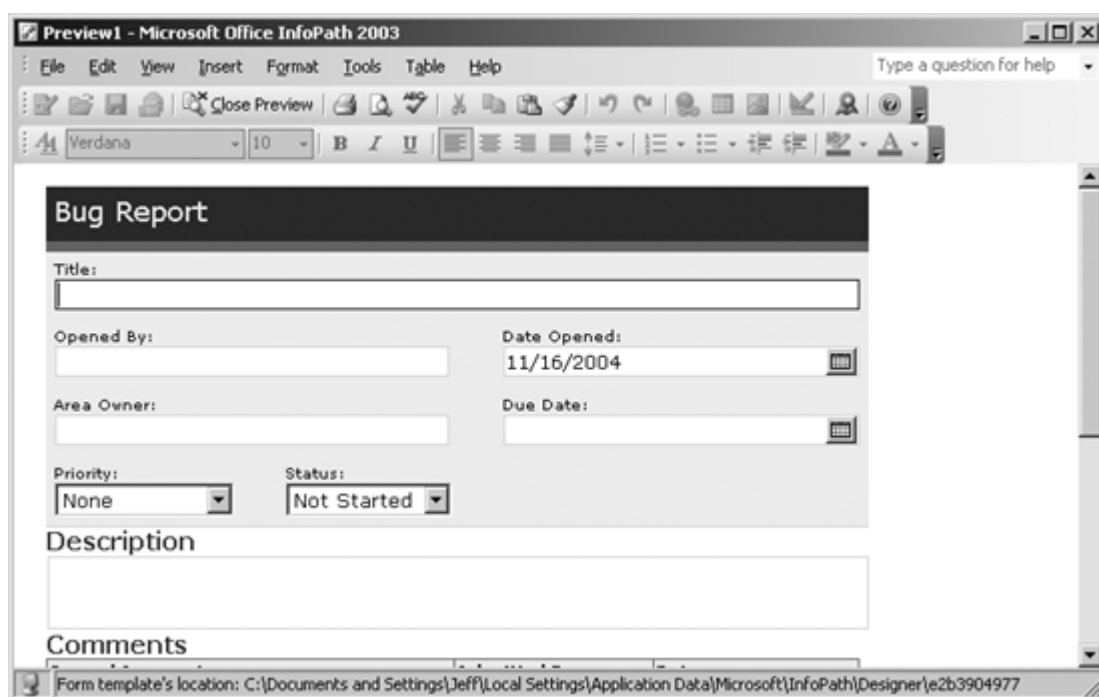 Preview1 - Microsoft Office InfoPath 2003
File Edit View Insert Format Tools Table Help Type a question for help
Close Preview
Verdana 10 B I U A
Bug Report
Title:
Opened By: Date Opened:
11/16/2004
Area Owner: Due Date:
Priority: Status:
None Not Started
Description
Comments
Form template's location: C:\Documents and Settings\Jeff\Local Settings\Application Data\Microsoft\InfoPath\Designer\e2b3904977